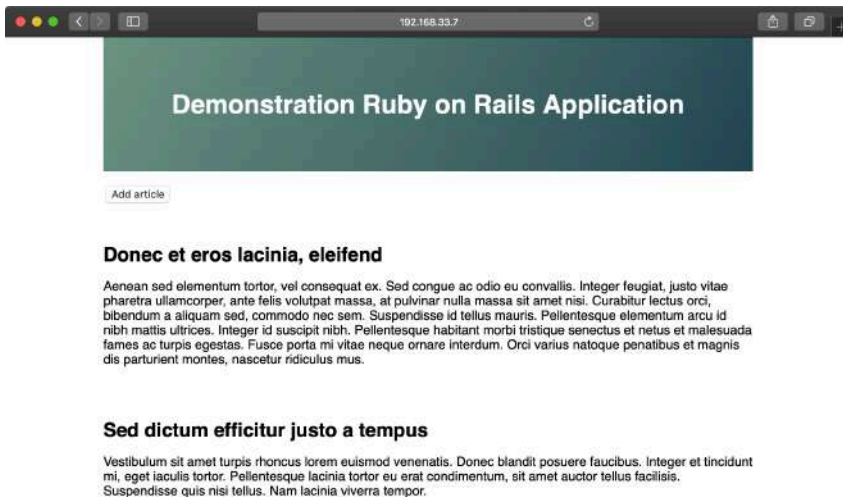 192.168.33.7
Demonstration Ruby on Rails Application
Add article
Donec et eros lacinia, eleifend
Aenean sed elementum tortor, vel consequat ex. Sed congue ac odio eu convallis. Integer feugiat, justo vitae
pharetra ullamcorper, ante felis volutpat massa, at pulvinar nulla massa sit amet nisi. Curabitur lectus orci,
bibendum a aliquam sed, commodo nec sem. Suspendisse id tellus mauris. Pellentesque elementum arcu id
nibh mattis ultrices. Integer id suscipit nibh. Pellentesque habitant morbi tristique senectus et netus et malesuada
fames ac turpis egestas. Fusce porta mi vitae neque ornare interdum. Orci varius natoque penatibus et magnis
dis parturient montes, nascetur ridiculus mus.
Sed dictum efficitur justo a tempus
Vestibulum sit amet turpis rhoncus lorem euismod venenatis. Donec blandit posuere faucibus. Integer et tincidunt
mi, eget iaculis tortor. Pellentesque lacinia tortor eu erat condimentum, sit amet auctor tellus facilisis.
Suspendisse quis nisi tellus. Nam lacinia viverra tempor.